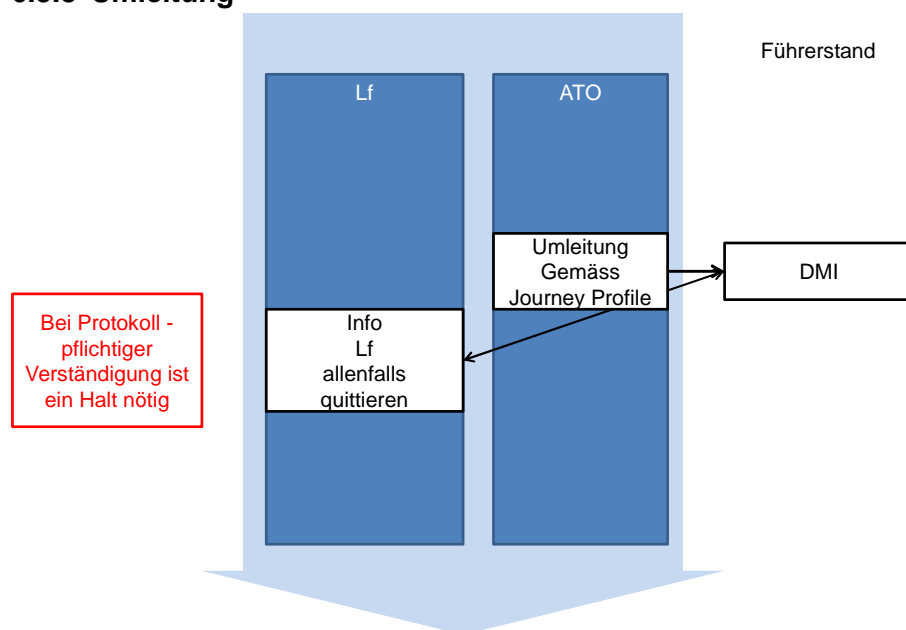 Umleitung
Führerstand
Lf
ATO
Umleitung
Gemäss
Journey Profile
DMI
Bei Protokoll -
pflichtiger
Verständigung ist
ein Halt nötig
Info
Lf
allenfalls
quittieren